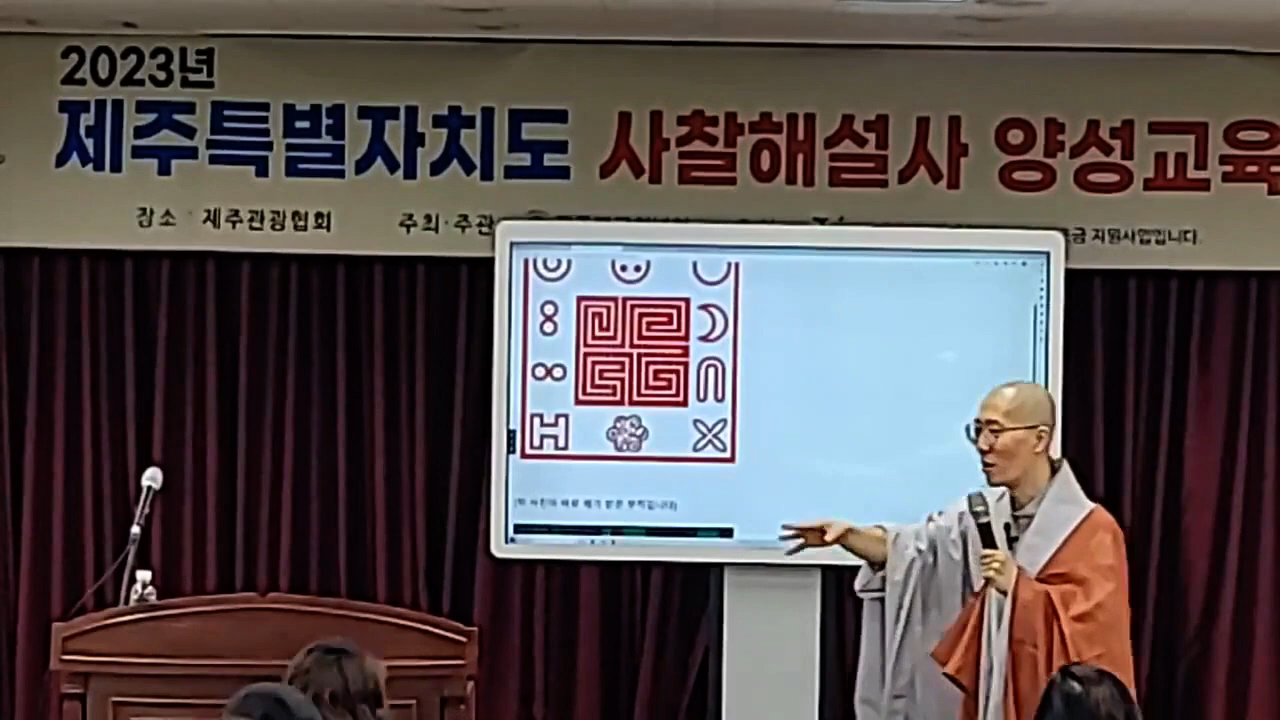 2023년
제주특별자치도 사찰해설사 양성교육
장소 : 제주관광협회
주최·주관
금 지원사업입니다.